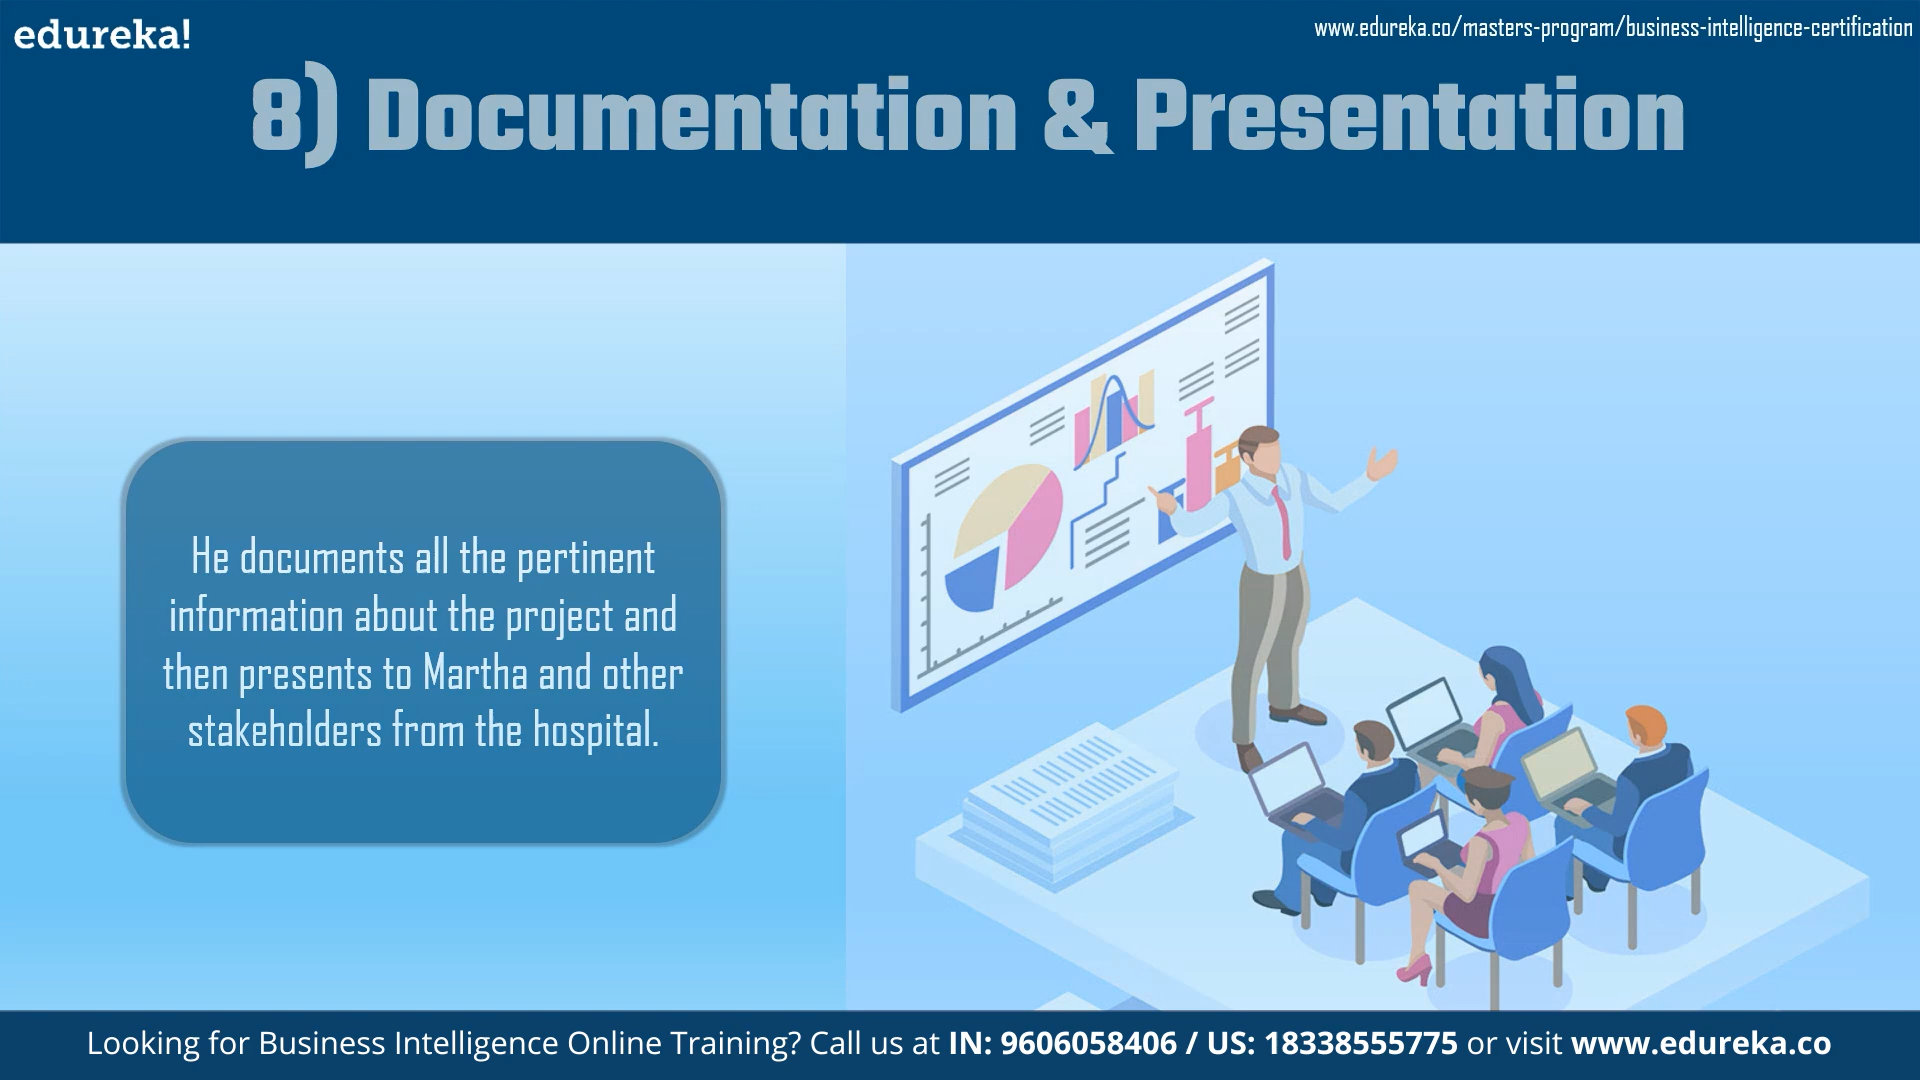 edureka!
www.edureka.co/masters-program/business-intelligence-certification
8) Documentation & Presentation
He documents all the pertinent
information about the project and
then presents to Martha and other
stakeholders from the hospital.
Looking for Business Intelligence Online Training? Call us at IN: 9606058406 / US: 18338555775 or visit www.edureka.co